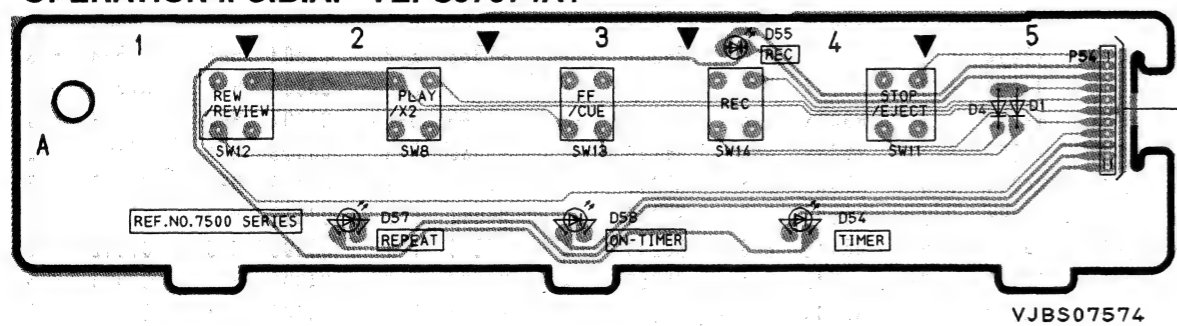 1 2 3 4 5
D55
REC
P54
REW
/REVIEW
PLAY
/X2
FF
/CUE
REC
STOP
/EJECT
D4
D1
A
SW12
SW8
SW13
SW14
SW11
REF.NO.7500 SERIES
D57
REPEAT
D58
ON-TIMER
D54
TIMER
VJBS07574